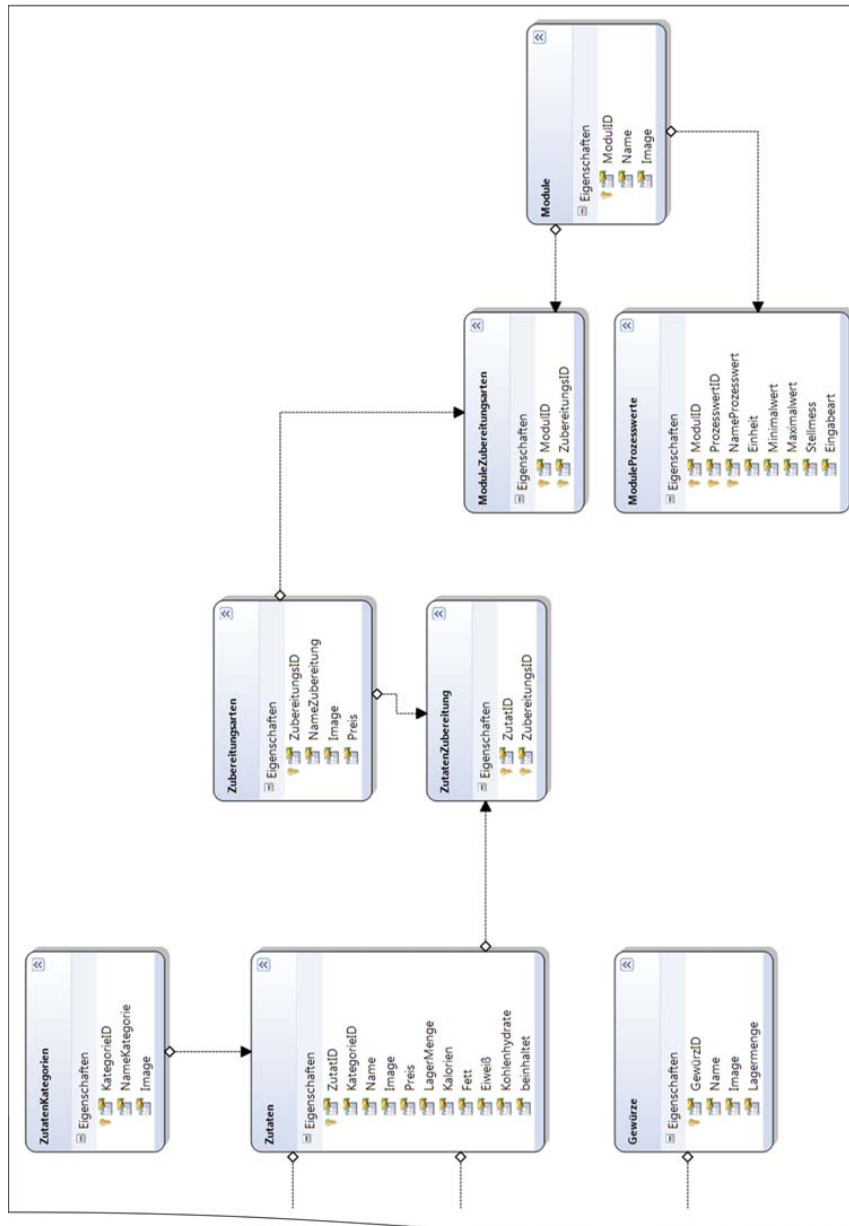 ZutatenKategorien
Eigenschaften
KategorieID
NameKategorie
Image
Zutaten
Eigenschaften
ZutatID
KategorieID
Name
Image
Preis
LagerMenge
Kalorien
Fett
Eiweiß
Kohlenhydrate
beinhaltet
Gewürze
Eigenschaften
GewürzID
Name
Image
Lagermenge
Zubereitungsarten
Eigenschaften
ZubereitungsID
NameZubereitung
Image
Preis
ZutatenZubereitung
Eigenschaften
ZutatID
ZubereitungsID
ModuleZubereitungsarten
Eigenschaften
ModulID
ZubereitungsID
ModuleProzesswerte
Eigenschaften
ModulID
ProzesswertID
NameProzesswert
Einheit
Minimalwert
Maximalwert
Stellmess
Eingabeart
Module
Eigenschaften
ModulID
Name
Image